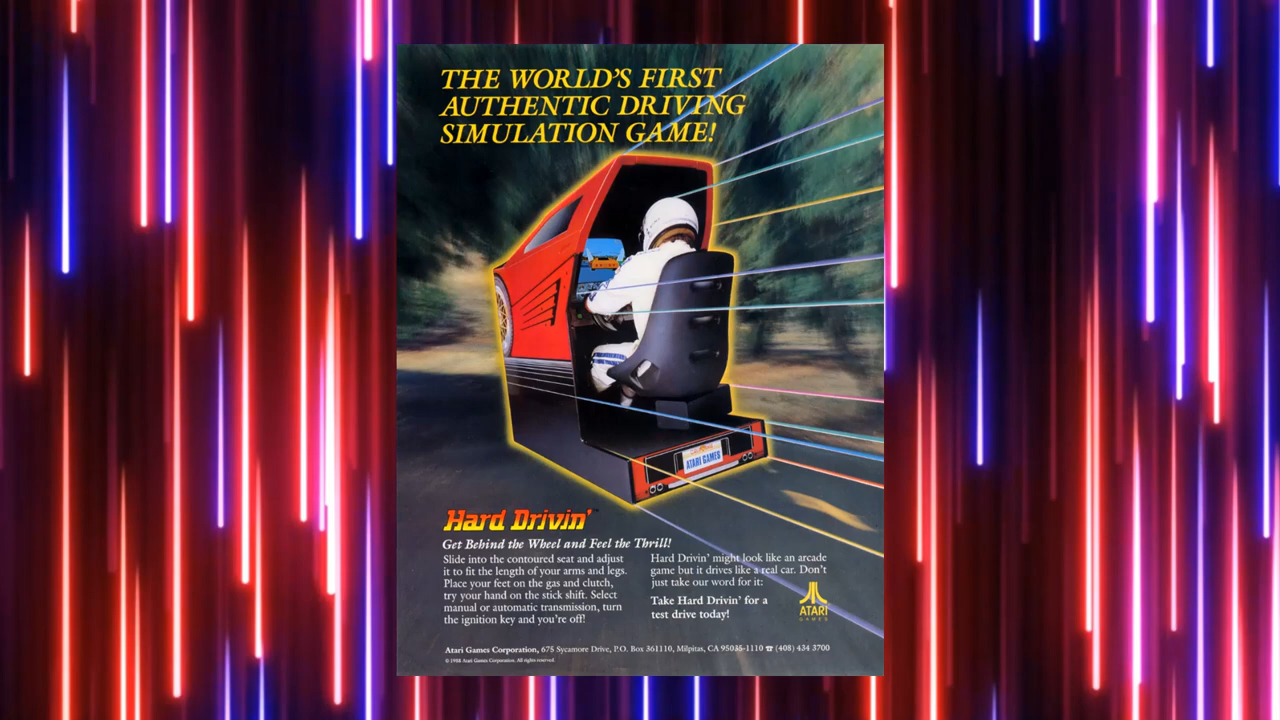 THE WORLD'S FIRST
AUTHENTIC DRIVING
SIMULATION GAME!
ATARI GAMES
Hard Drivin'™
Get Behind the Wheel and Feel the Thrill!
Slide into the contoured seat and adjust
it to fit the length of your arms and legs.
Place your feet on the gas and clutch,
try your hand on the stick shift. Select
manual or automatic transmission, turn
the ignition key and you're off!
Hard Drivin' might look like an arcade
game but it drives like a real car. Don't
just take our word for it:
Take Hard Drivin' for a
test drive today!
ATARI
GAMES
Atari Games Corporation, 675 Sycamore Drive, P.O. Box 361110, Milpitas, CA 95035-1110 ☎ (408) 434 3700
© 1988 Atari Games Corporation. All rights reserved.